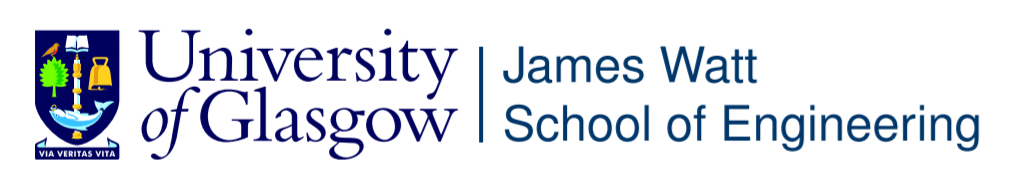 University
of Glasgow
James Watt
School of Engineering
VIA VERITAS VITA